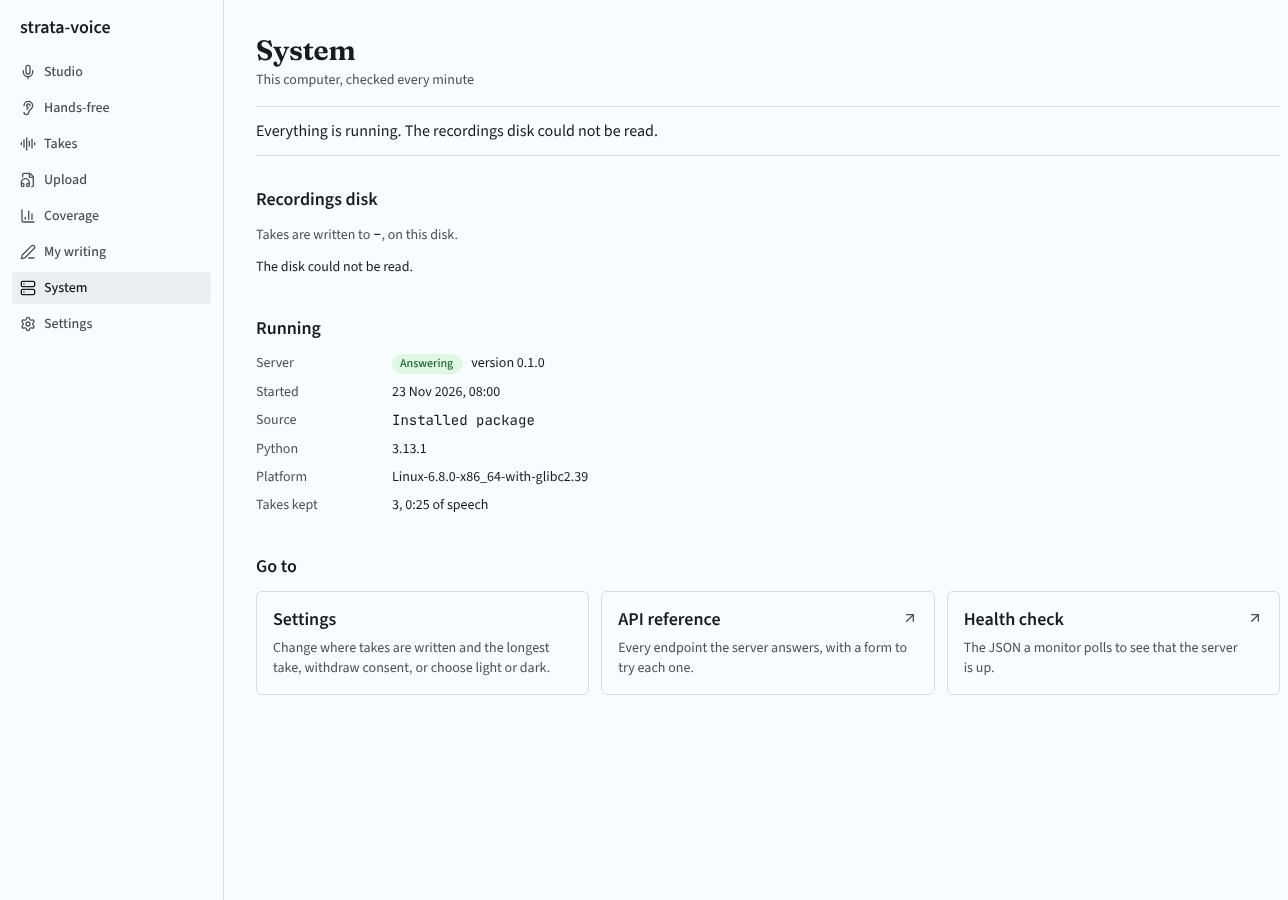 strata-voice
Studio
Hands-free
Takes
Upload
Coverage
My writing
System
Settings
System
This computer, checked every minute
Everything is running. The recordings disk could not be read.
Recordings disk
Takes are written to –, on this disk.
The disk could not be read.
Running
Server Answering version 0.1.0
Started 23 Nov 2026, 08:00
Source Installed package
Python 3.13.1
Platform Linux-6.8.0-x86_64-with-glibc2.39
Takes kept 3, 0:25 of speech
Go to
Settings
Change where takes are written and the longest
take, withdraw consent, or choose light or dark.
API reference
Every endpoint the server answers, with a form to
try each one.
Health check
The JSON a monitor polls to see that the server
is up.